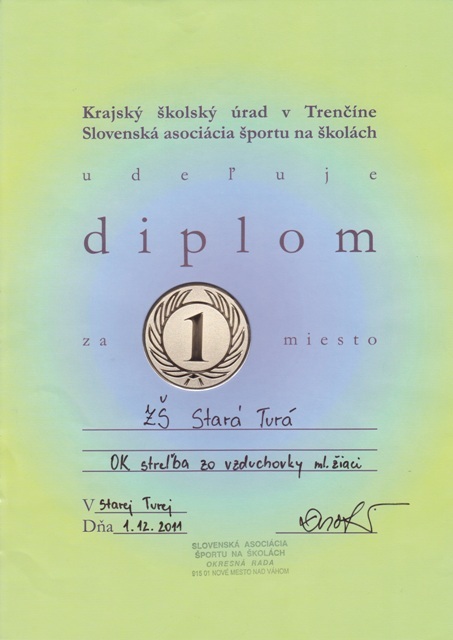 Krajský školský úrad v Trenčíne
Slovenská asociácia športu na školách
udeľuje
diplom
za 1 miesto
ZŠ Stará Turá
OK streľba zo vzduchovky ml. žiaci
V Starej Turej
Dňa 1.12.2011
SLOVENSKÁ ASOCIÁCIA
ŠPORTU NA ŠKOLÁCH
OKRESNÁ RADA
915 01 NOVÉ MESTO NAD VÁHOM